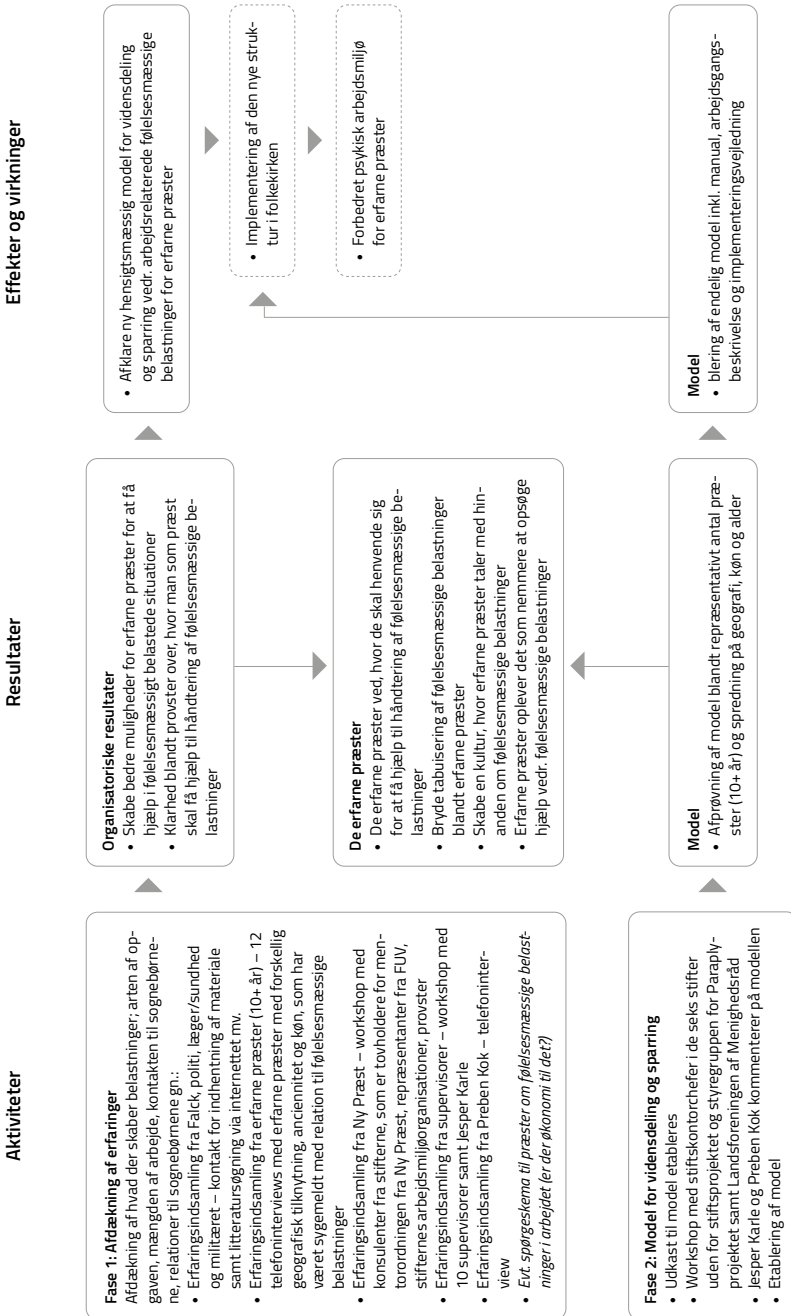 Aktiviteter
Fase 1: Afdækning af erfaringer
Afdækning af hvad der skaber belastninger; arten af op-
gaven, mængden af arbejde, kontakten til sognebørne-
ne, relationer til sognebørnene gn.:
• Erfaringsindsamling fra Falck, politi, læger/sundhed
og militæret – kontakt for indhentning af materiale
samt litteratursøgning via internettet mv.
• Erfaringsindsamling fra erfarne præster (10+ år) – 12
telefoninterviews med erfarne præster med forskellig
geografisk tilknytning, anciennitet og køn, som har
været sygemeldt med relation til følelsesmæssige
belastninger
• Erfaringsindsamling fra Ny Præst – workshop med
konsulenter fra stifterne, som er tovholdere for men-
torordningen fra Ny Præst, repræsentanter fra FUV,
stifternes arbejdsmiljøorganisationer, provster
• Erfaringsindsamling fra supervisorer – workshop med
10 supervisorer samt Jesper Karle
• Erfaringsindsamling fra Preben Kok – telefoninter-
view
• Evt. spørgeskema til præster om følelsesmæssige belast-
ninger i arbejdet (er der økonomi til det?)
Fase 2: Model for vidensdeling og sparring
• Udkast til model etableres
• Workshop med stiftskontorchefer i de seks stifter
uden for stiftsprojektet og styregruppen for Paraply-
projektet samt Landsforeningen af Menighedsråd
• Jesper Karle og Preben Kok kommenterer på modellen
• Etablering af model
Resultater
Organisatoriske resultater
• Skabe bedre muligheder for erfarne præster for at få
hjælp i følelsesmæssigt belastede situationer
• Klarhed blandt provster over, hvor man som præst
skal få hjælp til håndtering af følelsesmæssige be-
lastninger
De erfarne præster
• De erfarne præster ved, hvor de skal henvende sig
for at få hjælp til håndtering af følelsesmæssige be-
lastninger
• Bryde tabuisering af følelsesmæssige belastninger
blandt erfarne præster
• Skabe en kultur, hvor erfarne præster taler med hin-
anden om følelsesmæssige belastninger
• Erfarne præster oplever det som nemmere at opsøge
hjælp vedr. følelsesmæssige belastninger
Model
• Afprøvning af model blandt repræsentativt antal præ-
ster (10+ år) og spredning på geografi, køn og alder
Effekter og virkninger
• Afklare ny hensigtsmæssig model for vidensdeling
og sparring vedr. arbejdsrelaterede følelsesmæssige
belastninger for erfarne præster
• Implementering af den nye struk-
tur i folkekirken
• Forbedret psykisk arbejdsmiljø
for erfarne præster
Model
• blering af endelig model inkl. manual, arbejdsgangs-
beskrivelse og implementeringsvejledning